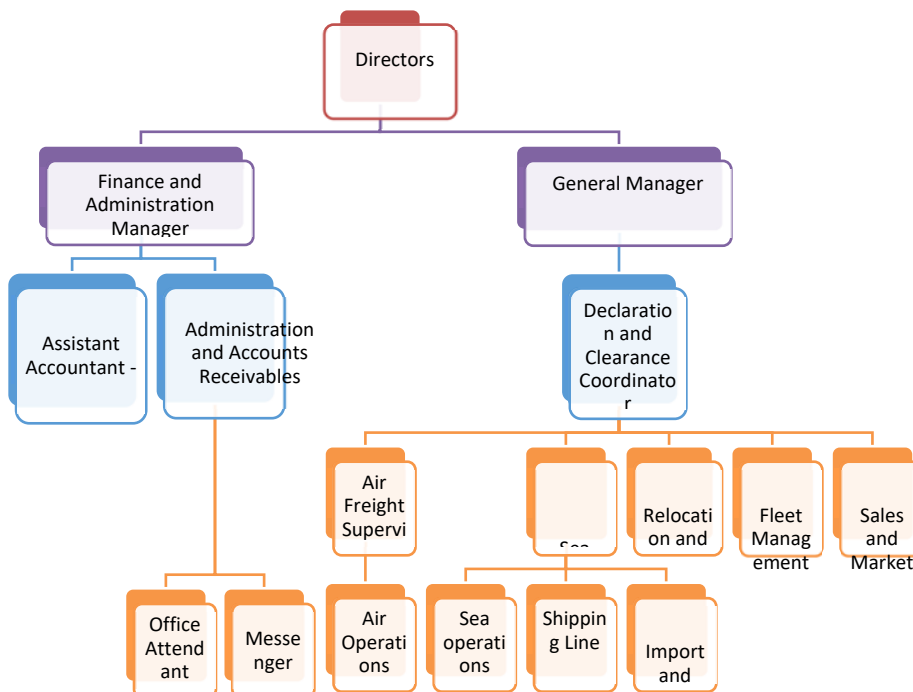 Directors
Finance and
Administration
Manager
General Manager
Assistant
Accountant -
Administration
and Accounts
Receivables
Declaratio
n and
Clearance
Coordinato
r
Air
Freight
Supervi
Sea
Relocati
on and
Fleet
Manag
ement
Sales
and
Market
Office
Attend
ant
Messe
nger
Air
Operati
ons
Sea
operati
ons
Shippin
g Line
Import
and